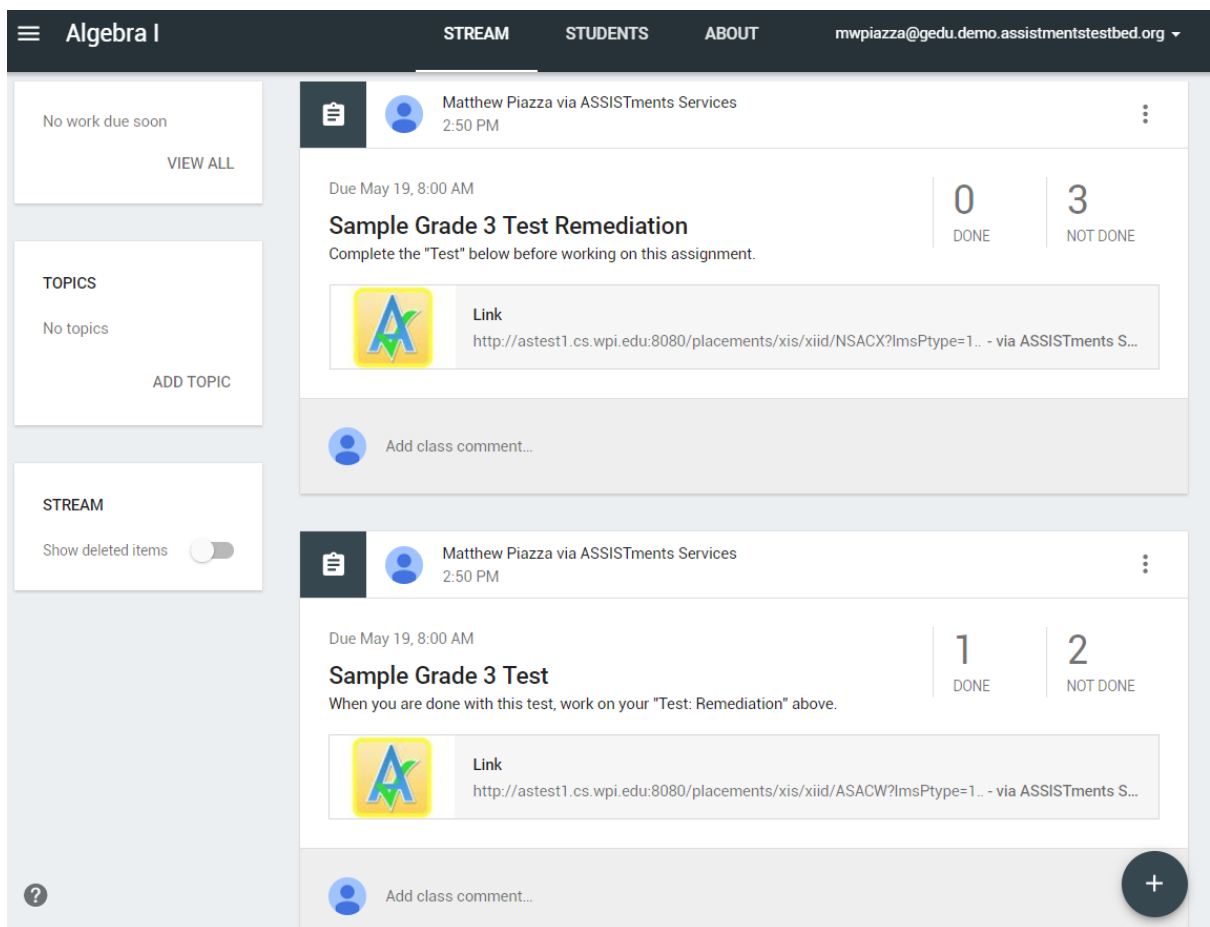 Algebra I
STREAM
STUDENTS
ABOUT
mwpiazza@gedu.demo.assistmentstestbed.org
No work due soon
VIEW ALL
TOPICS
No topics
ADD TOPIC
STREAM
Show deleted items
Matthew Piazza via ASSISTments Services
2:50 PM
Due May 19, 8:00 AM
Sample Grade 3 Test Remediation
Complete the "Test" below before working on this assignment.
0
DONE
3
NOT DONE
Link
http://astest1.cs.wpi.edu:8080/placements/xis/xiid/NSACX?lmsPtype=1.. - via ASSISTments S...
Add class comment...
Matthew Piazza via ASSISTments Services
2:50 PM
Due May 19, 8:00 AM
Sample Grade 3 Test
When you are done with this test, work on your "Test: Remediation" above.
1
DONE
2
NOT DONE
Link
http://astest1.cs.wpi.edu:8080/placements/xis/xiid/ASACW?lmsPtype=1.. - via ASSISTments S...
Add class comment...